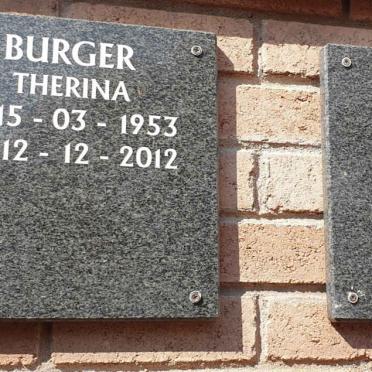 BURGER
THERINA
15 - 03 - 1953
12 - 12 - 2012